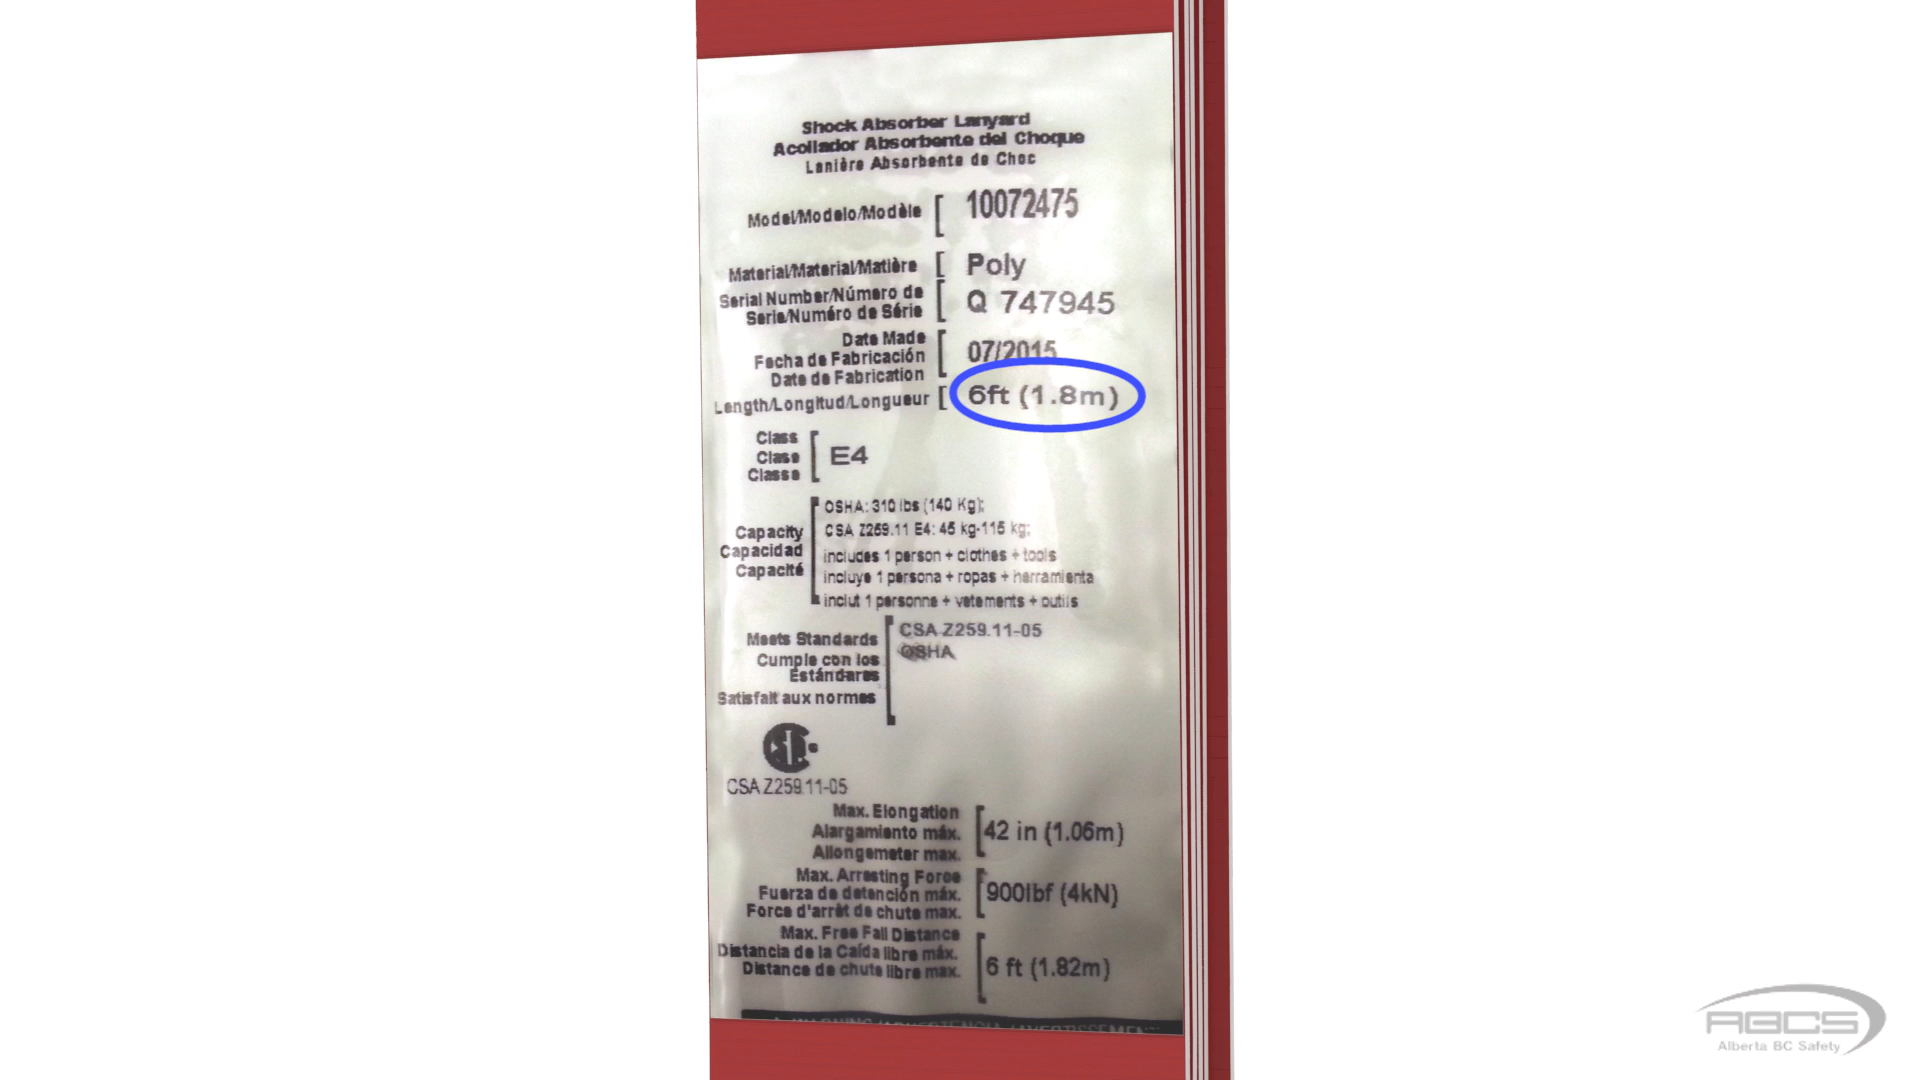 Shock Absorber Lanyard
Acollador Absorbente del Choque
Lanière Absorbente de Choc
Model/Modelo/Modèle [ 10072475
Material/Material/Matière [ Poly
Serial Number/Número de
Serie/Numéro de Série [ Q 747945
Date Made
Fecha de Fabricación [ 07/2015
Date de Fabrication
Length/Longitud/Longueur [ 6ft (1.8m)
Class
Clase [ E4
Classe
Capacity
Capacidad
Capacité
OSHA: 310 lbs (140 Kg);
CSA Z259.11 E4: 45 kg-115 kg;
includes 1 person + clothes + tools
incluye 1 persona + ropas + herramienta
inclut 1 personne + vetements + outils
Meets Standards
Cumple con los
Estándares
Satisfait aux normes
CSA Z259.11-05
OSHA
CSA Z259.11-05
Max. Elongation
Alargamiento máx. [ 42 in (1.06m)
Allongemeter max.
Max. Arresting Force
Fuerza de detención máx. [ 900lbf (4kN)
Force d'arrèt de chute max.
Max. Free Fall Distance
Distancia de la Caída libre máx.
Distance de chute libre max. [ 6 ft (1.82m)
WARNING /ADVERTENCIA /AVERTISSEMENT
ABCS
Alberta BC Safety